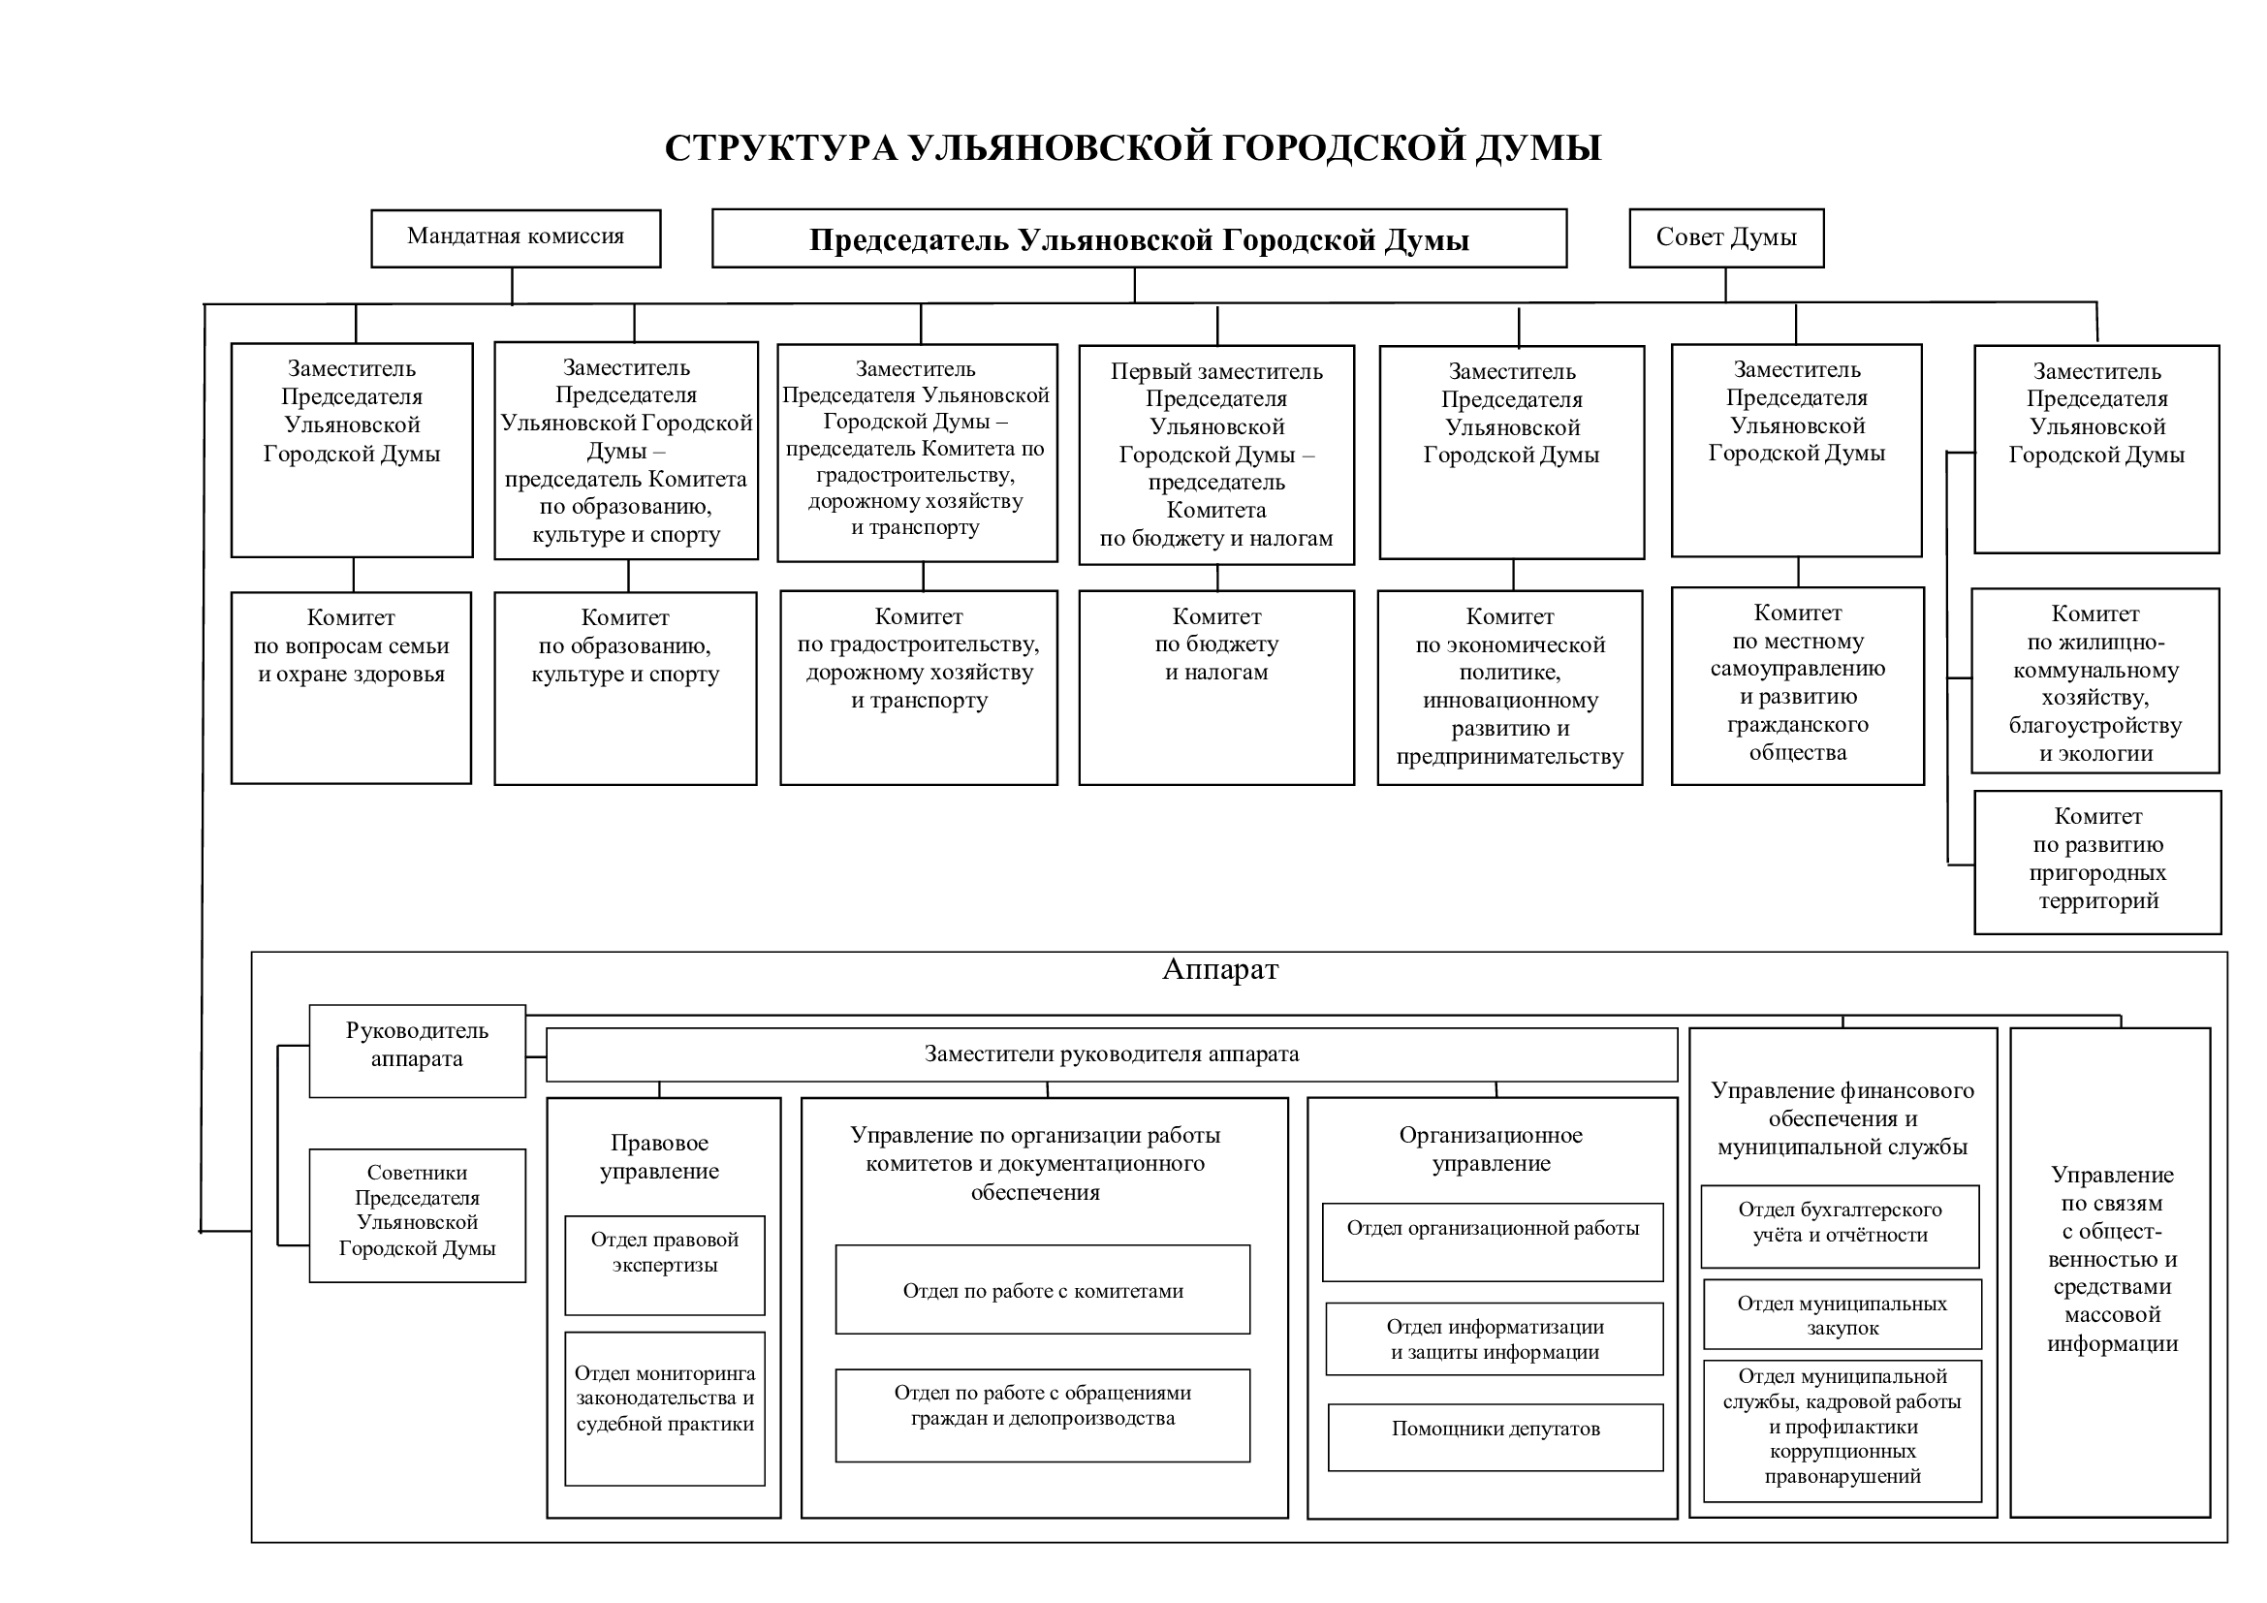 СТРУКТУРА УЛЬЯНОВСКОЙ ГОРОДСКОЙ ДУМЫ
Мандатная комиссия
Председатель Ульяновской Городской Думы
Совет Думы
Заместитель
Председателя
Ульяновской
Городской Думы
Заместитель
Председателя
Ульяновской Городской
Думы –
председатель Комитета
по образованию,
культуре и спорту
Заместитель
Председателя Ульяновской
Городской Думы –
председатель Комитета по
градостроительству,
дорожному хозяйству
и транспорту
Первый заместитель
Председателя
Ульяновской
Городской Думы –
председатель
Комитета
по бюджету и налогам
Заместитель
Председателя
Ульяновской
Городской Думы
Заместитель
Председателя
Ульяновской
Городской Думы
Заместитель
Председателя
Ульяновской
Городской Думы
Комитет
по вопросам семьи
и охране здоровья
Комитет
по образованию,
культуре и спорту
Комитет
по градостроительству,
дорожному хозяйству
и транспорту
Комитет
по бюджету
и налогам
Комитет
по экономической
политике,
инновационному
развитию и
предпринимательству
Комитет
по местному
самоуправлению
и развитию
гражданского
общества
Комитет
по жилищно-
коммунальному
хозяйству,
благоустройству
и экологии
Комитет
по развитию
пригородных
территорий
Аппарат
Руководитель
аппарата
Советники
Председателя
Ульяновской
Городской Думы
Заместители руководителя аппарата
Правовое
управление
Отдел правовой
экспертизы
Отдел мониторинга
законодательства и
судебной практики
Управление по организации работы
комитетов и документационного
обеспечения
Отдел по работе с комитетами
Отдел по работе с обращениями
граждан и делопроизводства
Организационное
управление
Отдел организационной работы
Отдел информатизации
и защиты информации
Помощники депутатов
Управление финансового
обеспечения и
муниципальной службы
Отдел бухгалтерского
учёта и отчётности
Отдел муниципальных
закупок
Отдел муниципальной
службы, кадровой работы
и профилактики
коррупционных
правонарушений
Управление
по связям
с общест-
венностью и
средствами
массовой
информации